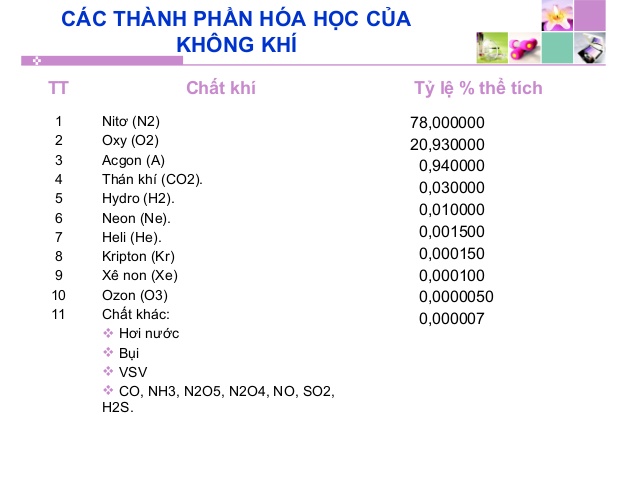 CÁC THÀNH PHẦN HÓA HỌC CỦA
KHÔNG KHÍ
TT Chất khí Tỷ lệ % thể tích
1 Nitơ (N2) 78,000000
2 Oxy (O2) 20,930000
3 Acgon (A) 0,940000
4 Thán khí (CO2). 0,030000
5 Hydro (H2). 0,010000
6 Neon (Ne). 0,001500
7 Heli (He). 0,000150
8 Kripton (Kr) 0,000100
9 Xê non (Xe) 0,0000050
10 Ozon (O3) 0,000007
11 Chất khác:
❖ Hơi nước
❖ Bụi
❖ VSV
❖ CO, NH3, N2O5, N2O4, NO, SO2,
H2S.